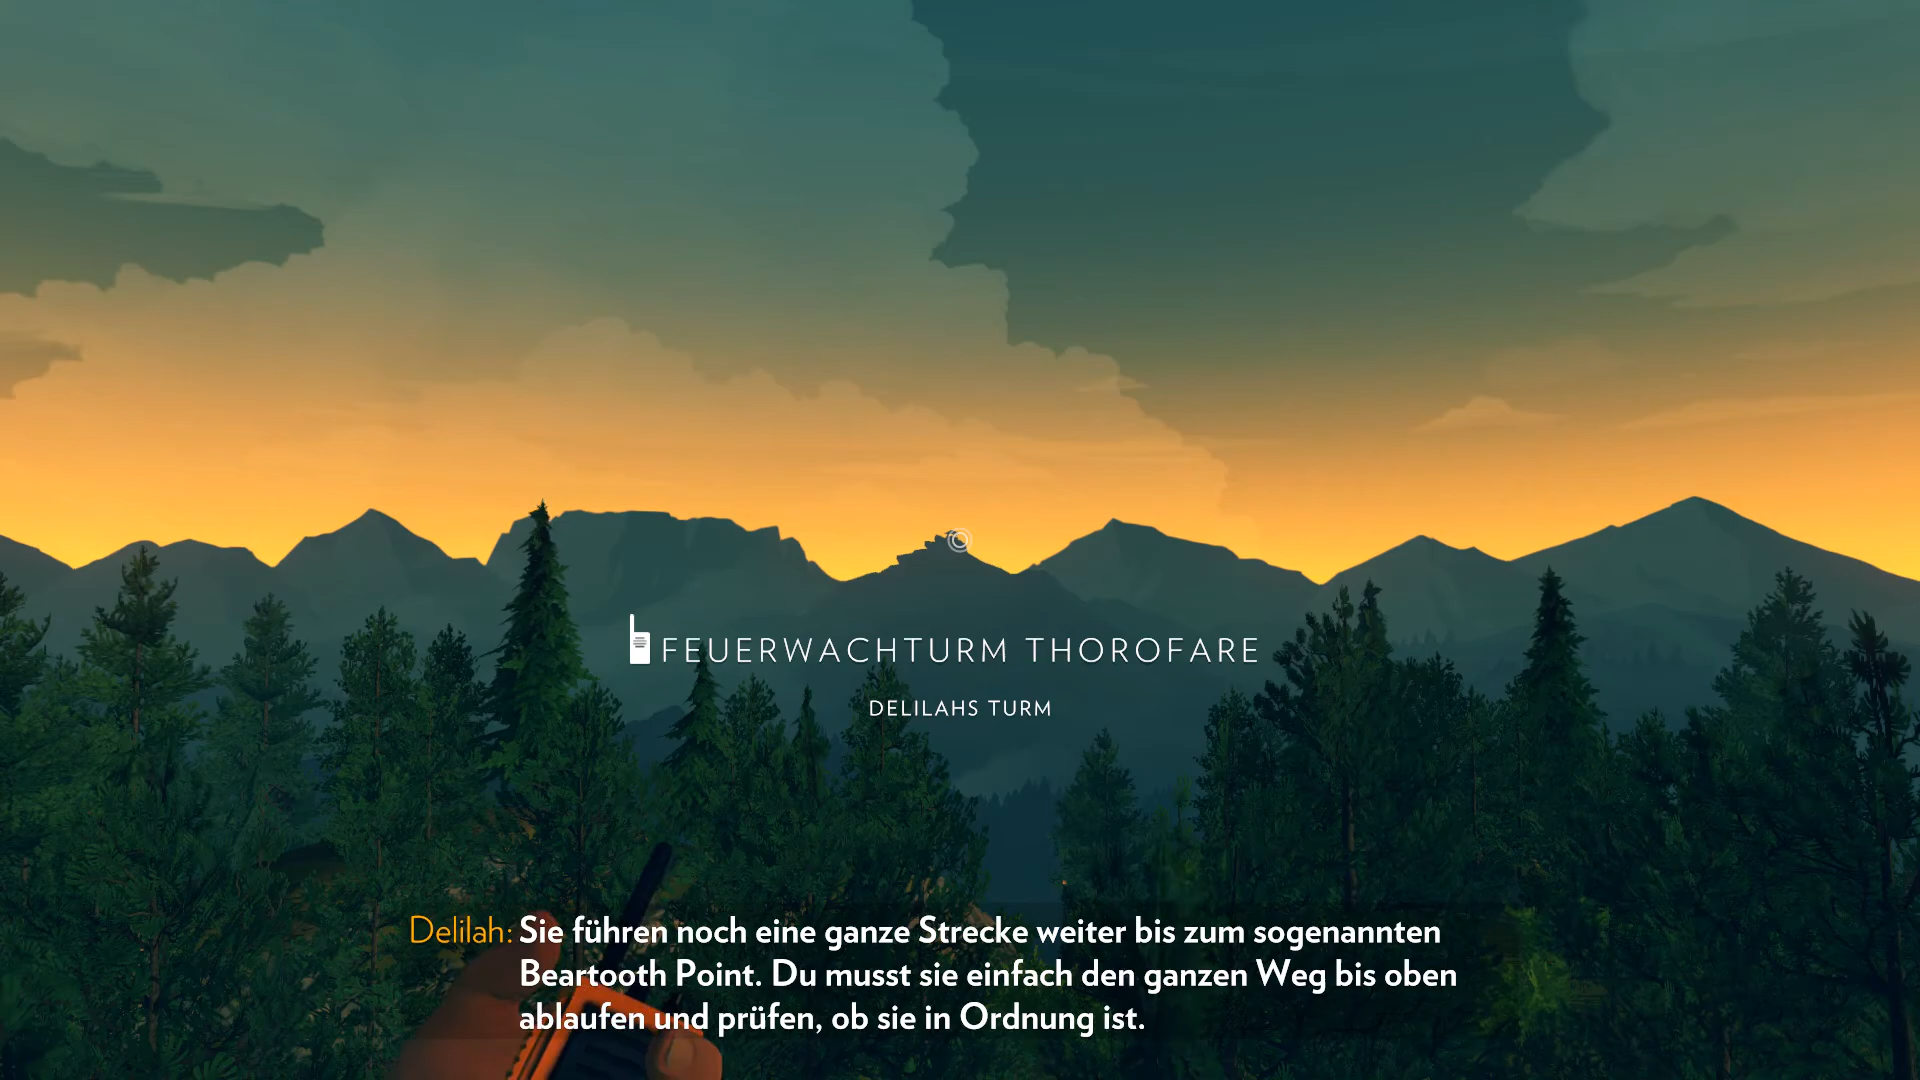 FEUERWACHTURM THOROFARE
DELILAHS TURM
Delilah: Sie führen noch eine ganze Strecke weiter bis zum sogenannten
Beartooth Point. Du musst sie einfach den ganzen Weg bis oben
ablaufen und prüfen, ob sie in Ordnung ist.